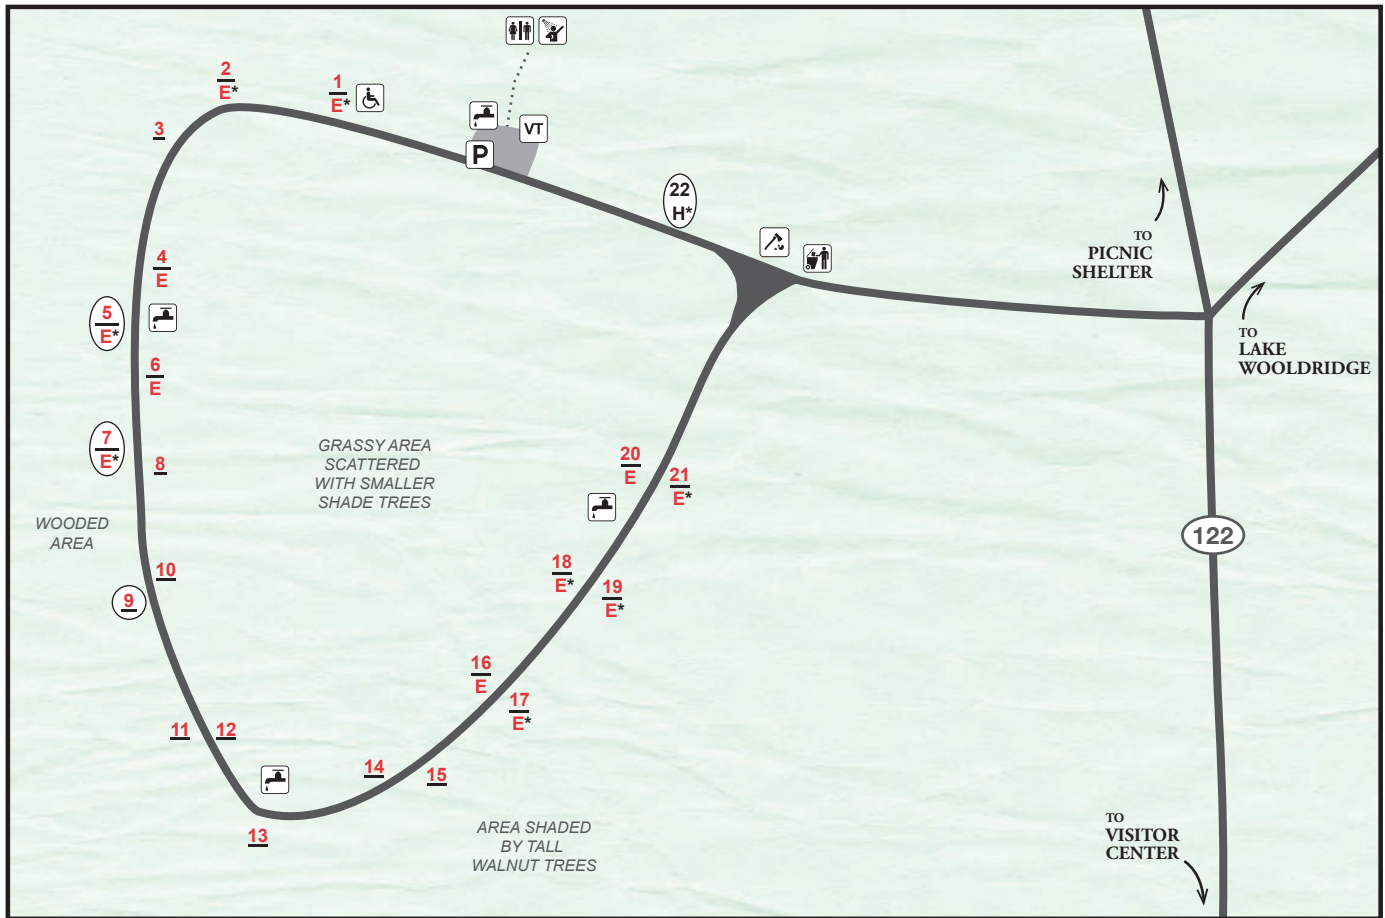 2
E*
1
E*
3
VT
P
22
H*
4
E
5
E*
6
E
7
E*
8
10
9
11
12
13
14
15
16
E
17
E*
18
E*
19
E*
20
E
21
E*
GRASSY AREA
SCATTERED
WITH SMALLER
SHADE TREES
WOODED
AREA
AREA SHADED
BY TALL
WALNUT TREES
TO
PICNIC
SHELTER
TO
LAKE
WOOLDRIDGE
122
TO
VISITOR
CENTER